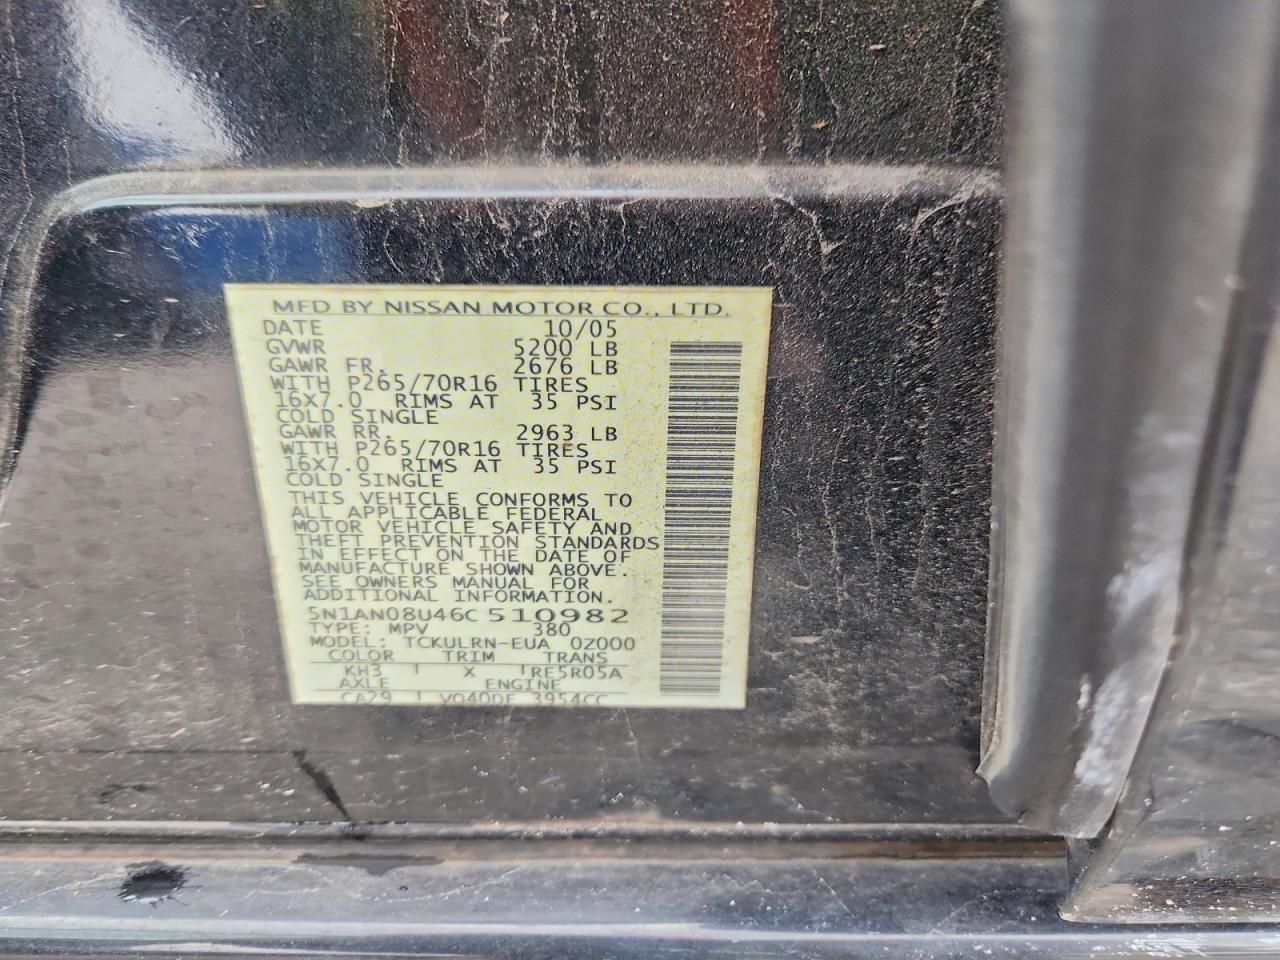 MFD BY NISSAN MOTOR CO., LTD.
DATE 10/05
GVWR 5200 LB
GAWR FR. 2676 LB
WITH P265/70R16 TIRES
16X7.0 RIMS AT 35 PSI
COLD SINGLE
GAWR RR. 2963 LB
WITH P265/70R16 TIRES
16X7.0 RIMS AT 35 PSI
COLD SINGLE
THIS VEHICLE CONFORMS TO
ALL APPLICABLE FEDERAL
MOTOR VEHICLE SAFETY AND
THEFT PREVENTION STANDARDS
IN EFFECT ON THE DATE OF
MANUFACTURE SHOWN ABOVE.
SEE OWNERS MANUAL FOR
ADDITIONAL INFORMATION.
5N1AN08U46C510982
TYPE: MPV 380
MODEL: TCKULRN-EUA 0Z000
COLOR TRIM TRANS
KH3 X RE5R05A
AXLE ENGINE
CA29 VQ40DE 3954CC